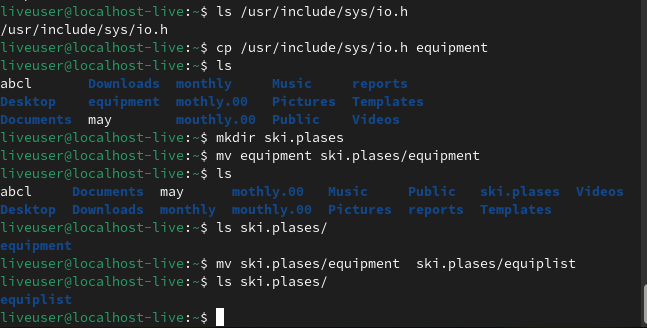 liveuser@localhost-live:~$ ls /usr/include/sys/io.h
/usr/include/sys/io.h
liveuser@localhost-live:~$ cp /usr/include/sys/io.h equipment
liveuser@localhost-live:~$ ls
abcl Downloads monthly Music reports
Desktop equipment mothly.00 Pictures Templates
Documents may mouthly.00 Public Videos
liveuser@localhost-live:~$ mkdir ski.plases
liveuser@localhost-live:~$ mv equipment ski.plases/equipment
liveuser@localhost-live:~$ ls
abcl Documents may mothly.00 Music Public ski.plases Videos
Desktop Downloads monthly mouthly.00 Pictures reports Templates
liveuser@localhost-live:~$ ls ski.plases/
equipment
liveuser@localhost-live:~$ mv ski.plases/equipment  ski.plases/equiplist
liveuser@localhost-live:~$ ls ski.plases/
equiplist
liveuser@localhost-live:~$